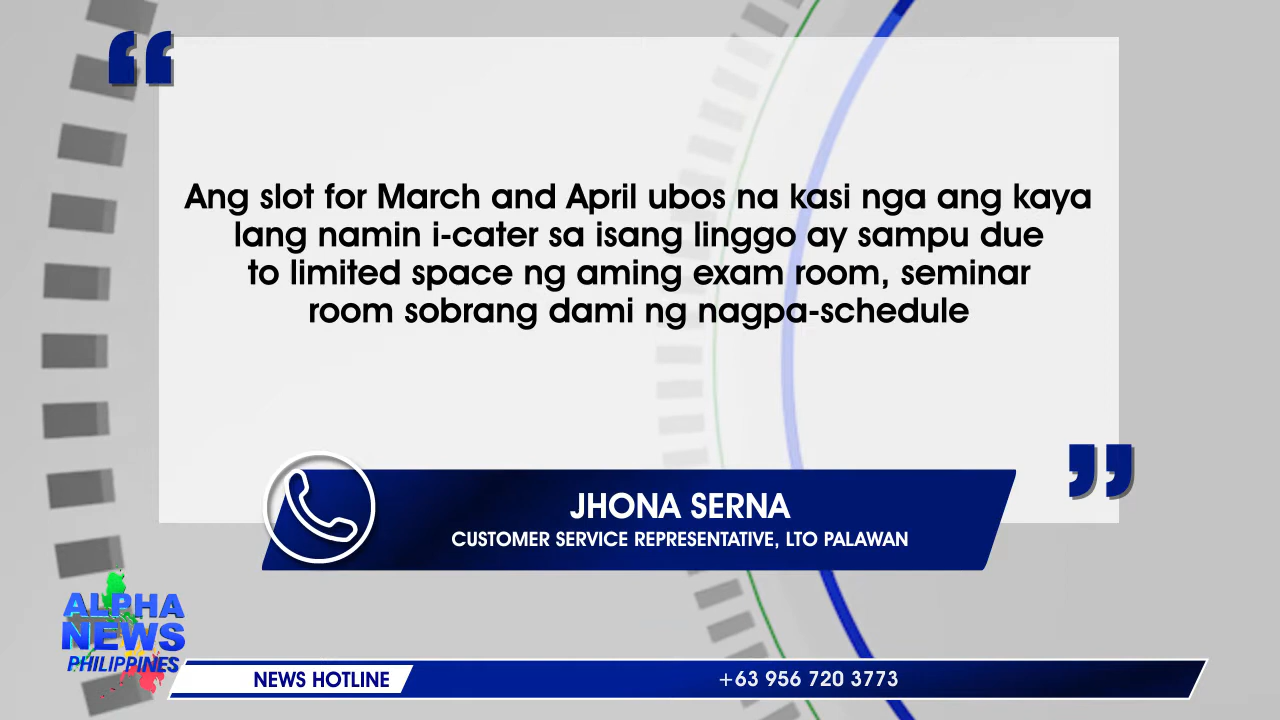 “
Ang slot for March and April ubos na kasi nga ang kaya
lang namin i-cater sa isang linggo ay sampu due
to limited space ng aming exam room, seminar
room sobrang dami ng nagpa-schedule
”
JHONA SERNA
CUSTOMER SERVICE REPRESENTATIVE, LTO PALAWAN
ALPHA
NEWS
PHILIPPINES
NEWS HOTLINE
+63 956 720 3773